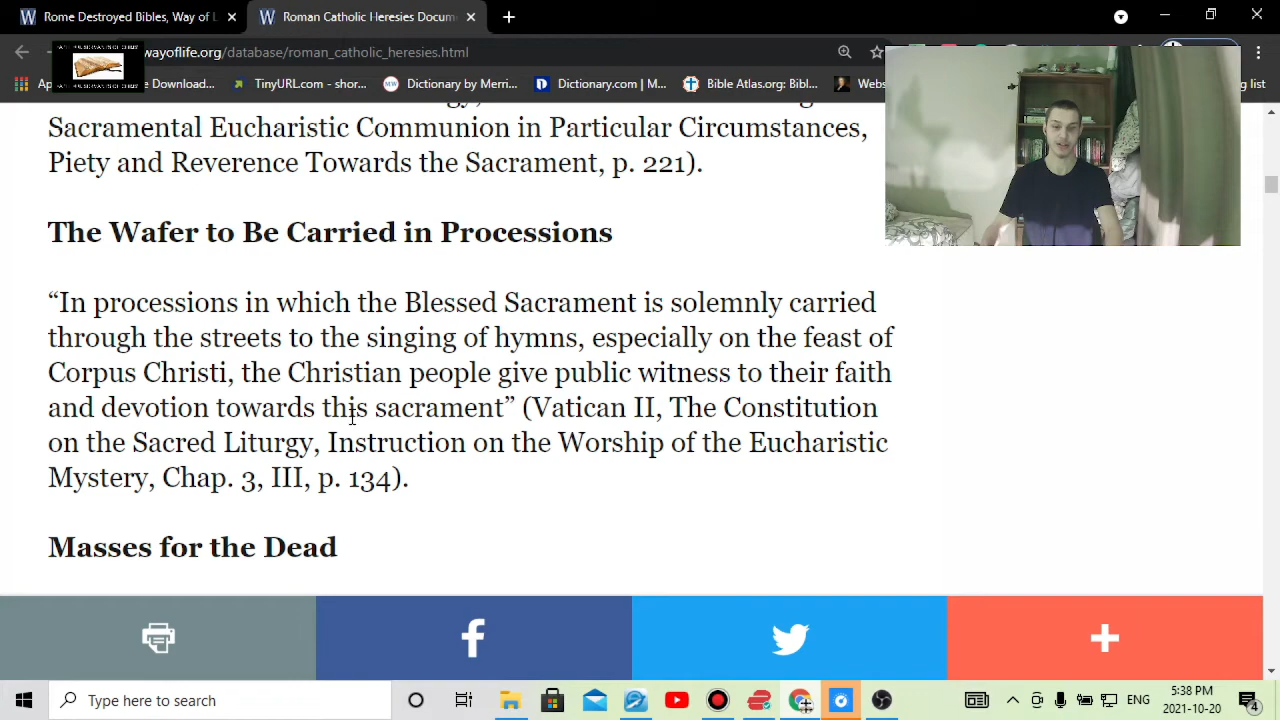 Rome Destroyed Bibles, Way of L
Roman Catholic Heresies Docum
wayoflife.org/database/roman_catholic_heresies.html
Ap
Download...
TinyURL.com - shor...
Dictionary by Merri...
Dictionary.com | M...
Bible Atlas.org: Bibl...
Webs
g list
Sacramental Eucharistic Communion in Particular Circumstances,
Piety and Reverence Towards the Sacrament, p. 221).
The Wafer to Be Carried in Processions
“In processions in which the Blessed Sacrament is solemnly carried
through the streets to the singing of hymns, especially on the feast of
Corpus Christi, the Christian people give public witness to their faith
and devotion towards this sacrament” (Vatican II, The Constitution
on the Sacred Liturgy, Instruction on the Worship of the Eucharistic
Mystery, Chap. 3, III, p. 134).
Masses for the Dead
Type here to search
ENG
5:38 PM
2021-10-20
4